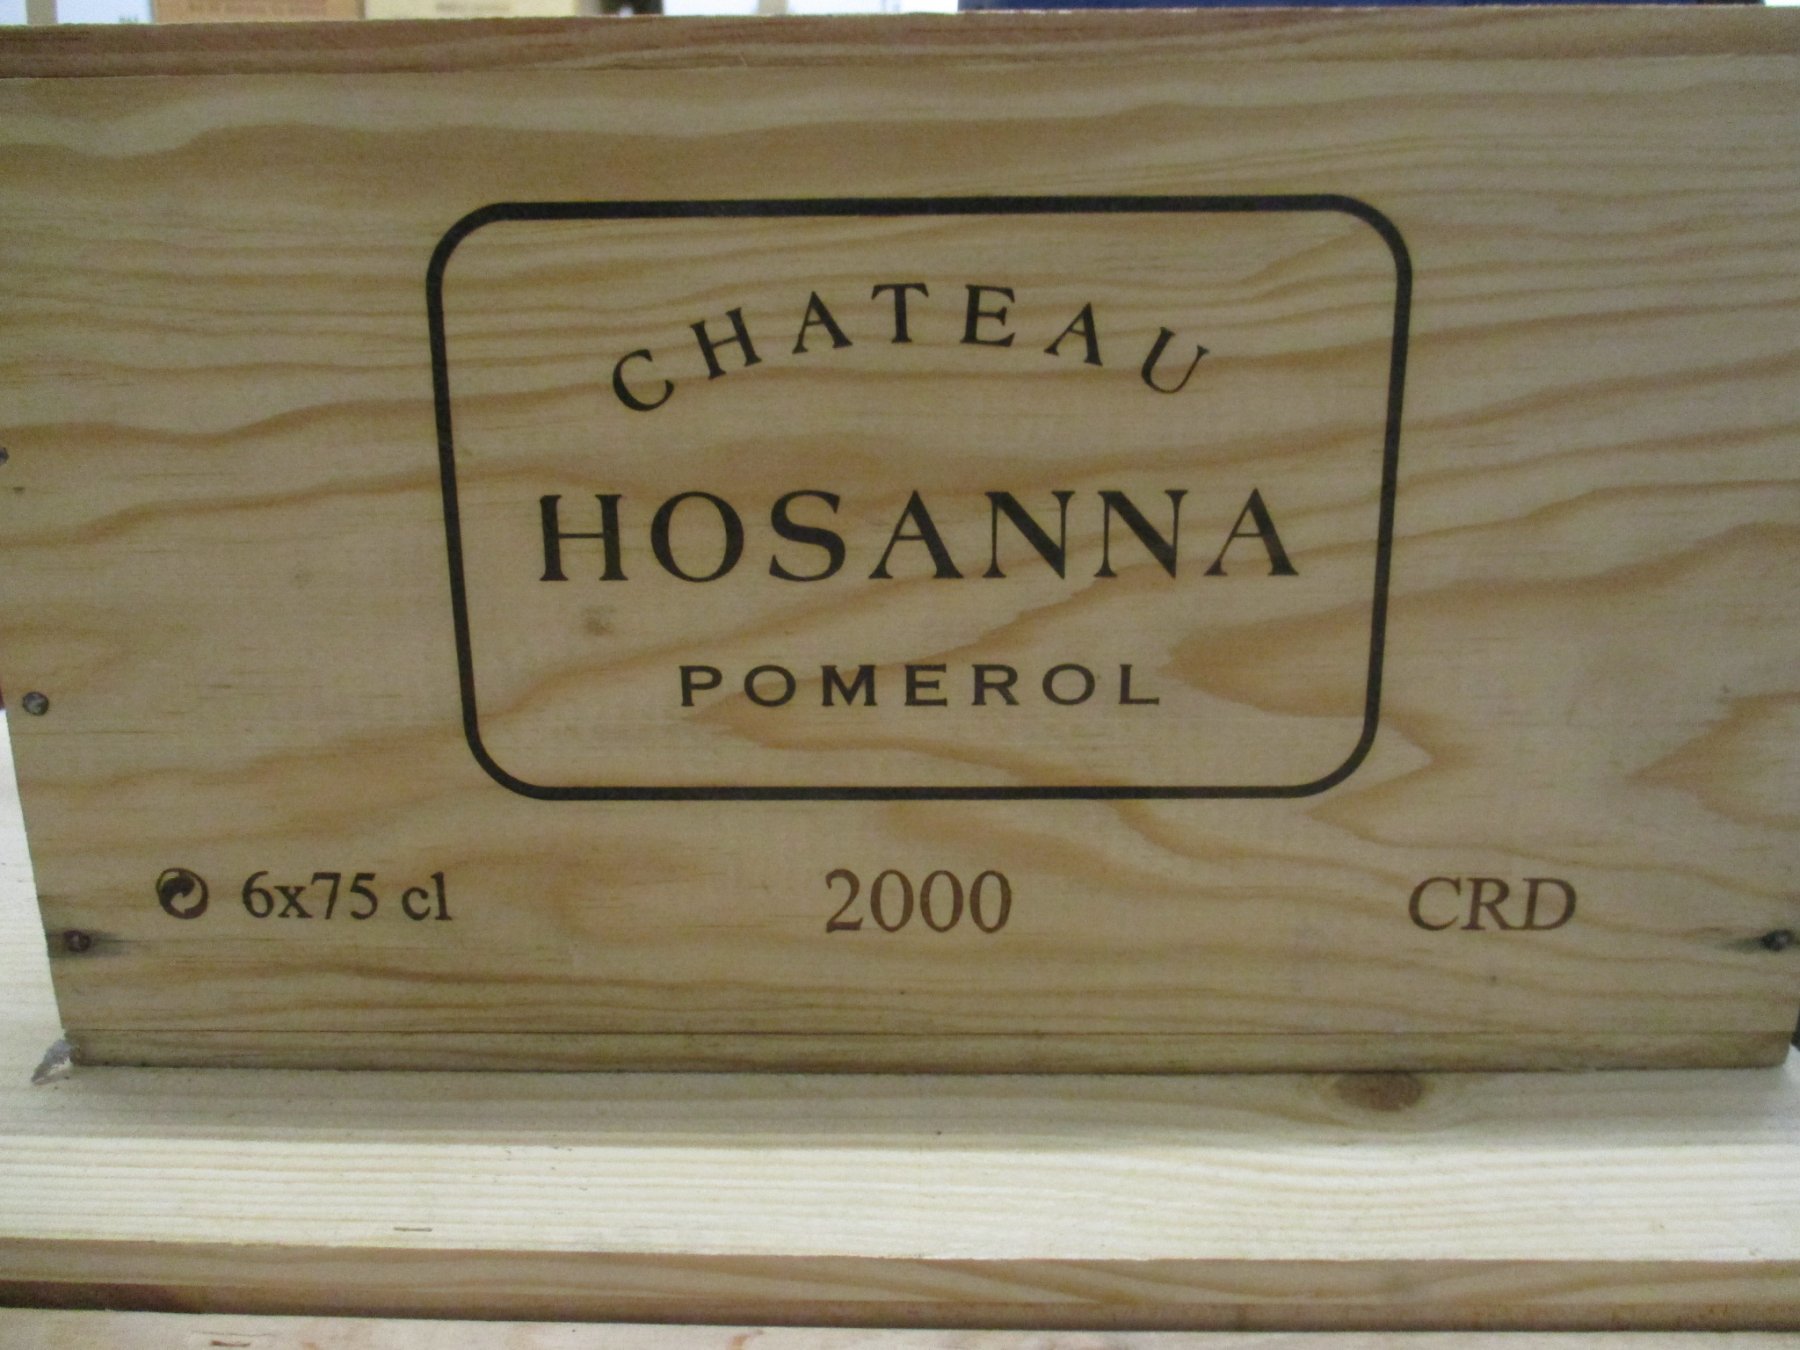 CHATEAU
HOSANNA
POMEROL
6x75 cl 2000 CRD